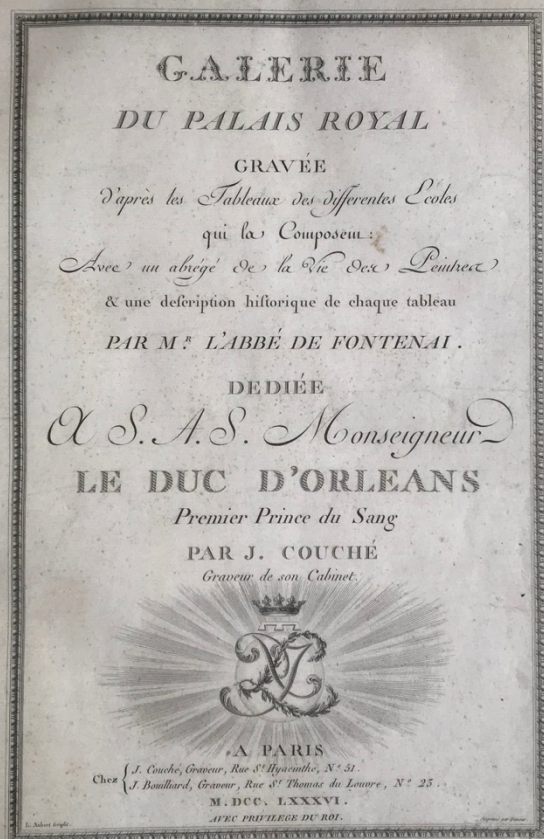 GALERIE
DU PALAIS ROYAL
GRAVÉE
d'après les Tableaux des differentes Ecoles
qui la Composent :
Avec un abrégé de la Vie des Peintres
& une description historique de chaque tableau
PAR M.R L'ABBÉ DE FONTENAI .
DEDIÉE
A S. A. S. Monseigneur
LE DUC D'ORLEANS
Premier Prince du Sang
PAR J. COUCHÉ
Graveur de son Cabinet.
A PARIS
Chez { J. Couché, Graveur, Rue St Hyacinthe, No 51.
J. Bouilliard, Graveur, Rue St Thomas du Louvre, No 23.
M. DCC. LXXXVI.
AVEC PRIVILEGE DU ROI.